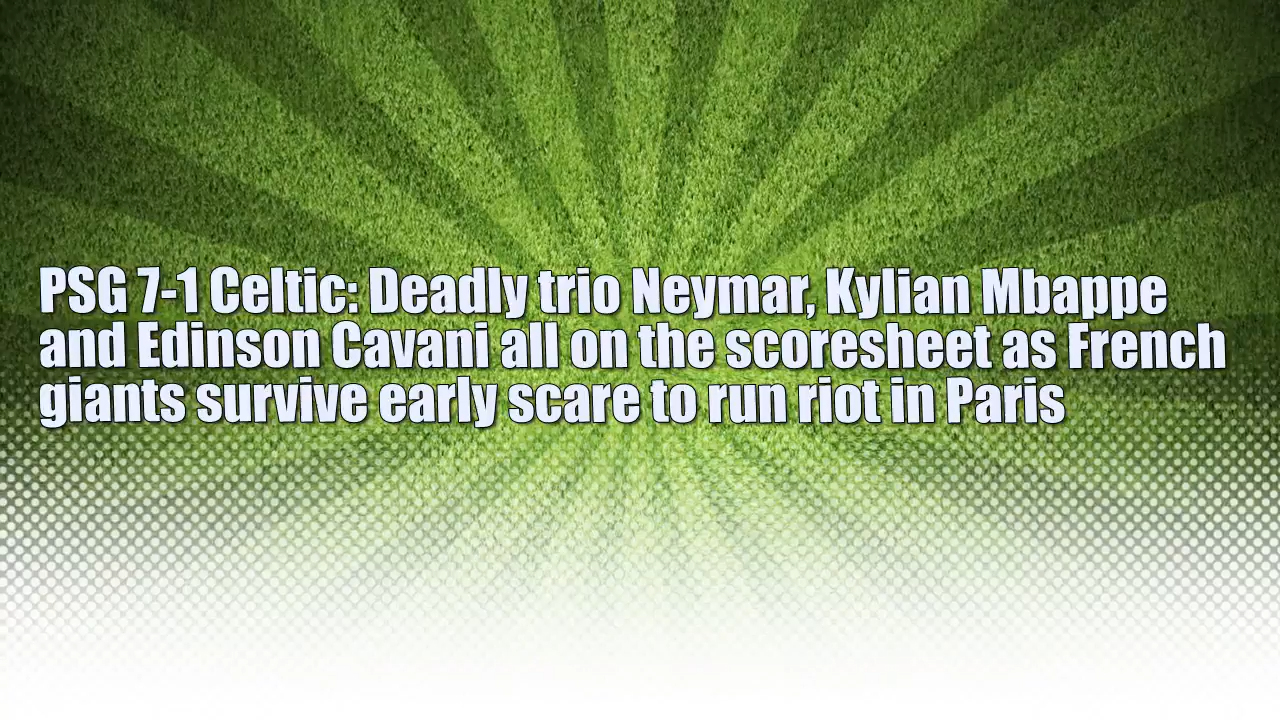 PSG 7-1 Celtic: Deadly trio Neymar, Kylian Mbappe
and Edinson Cavani all on the scoresheet as French
giants survive early scare to run riot in Paris